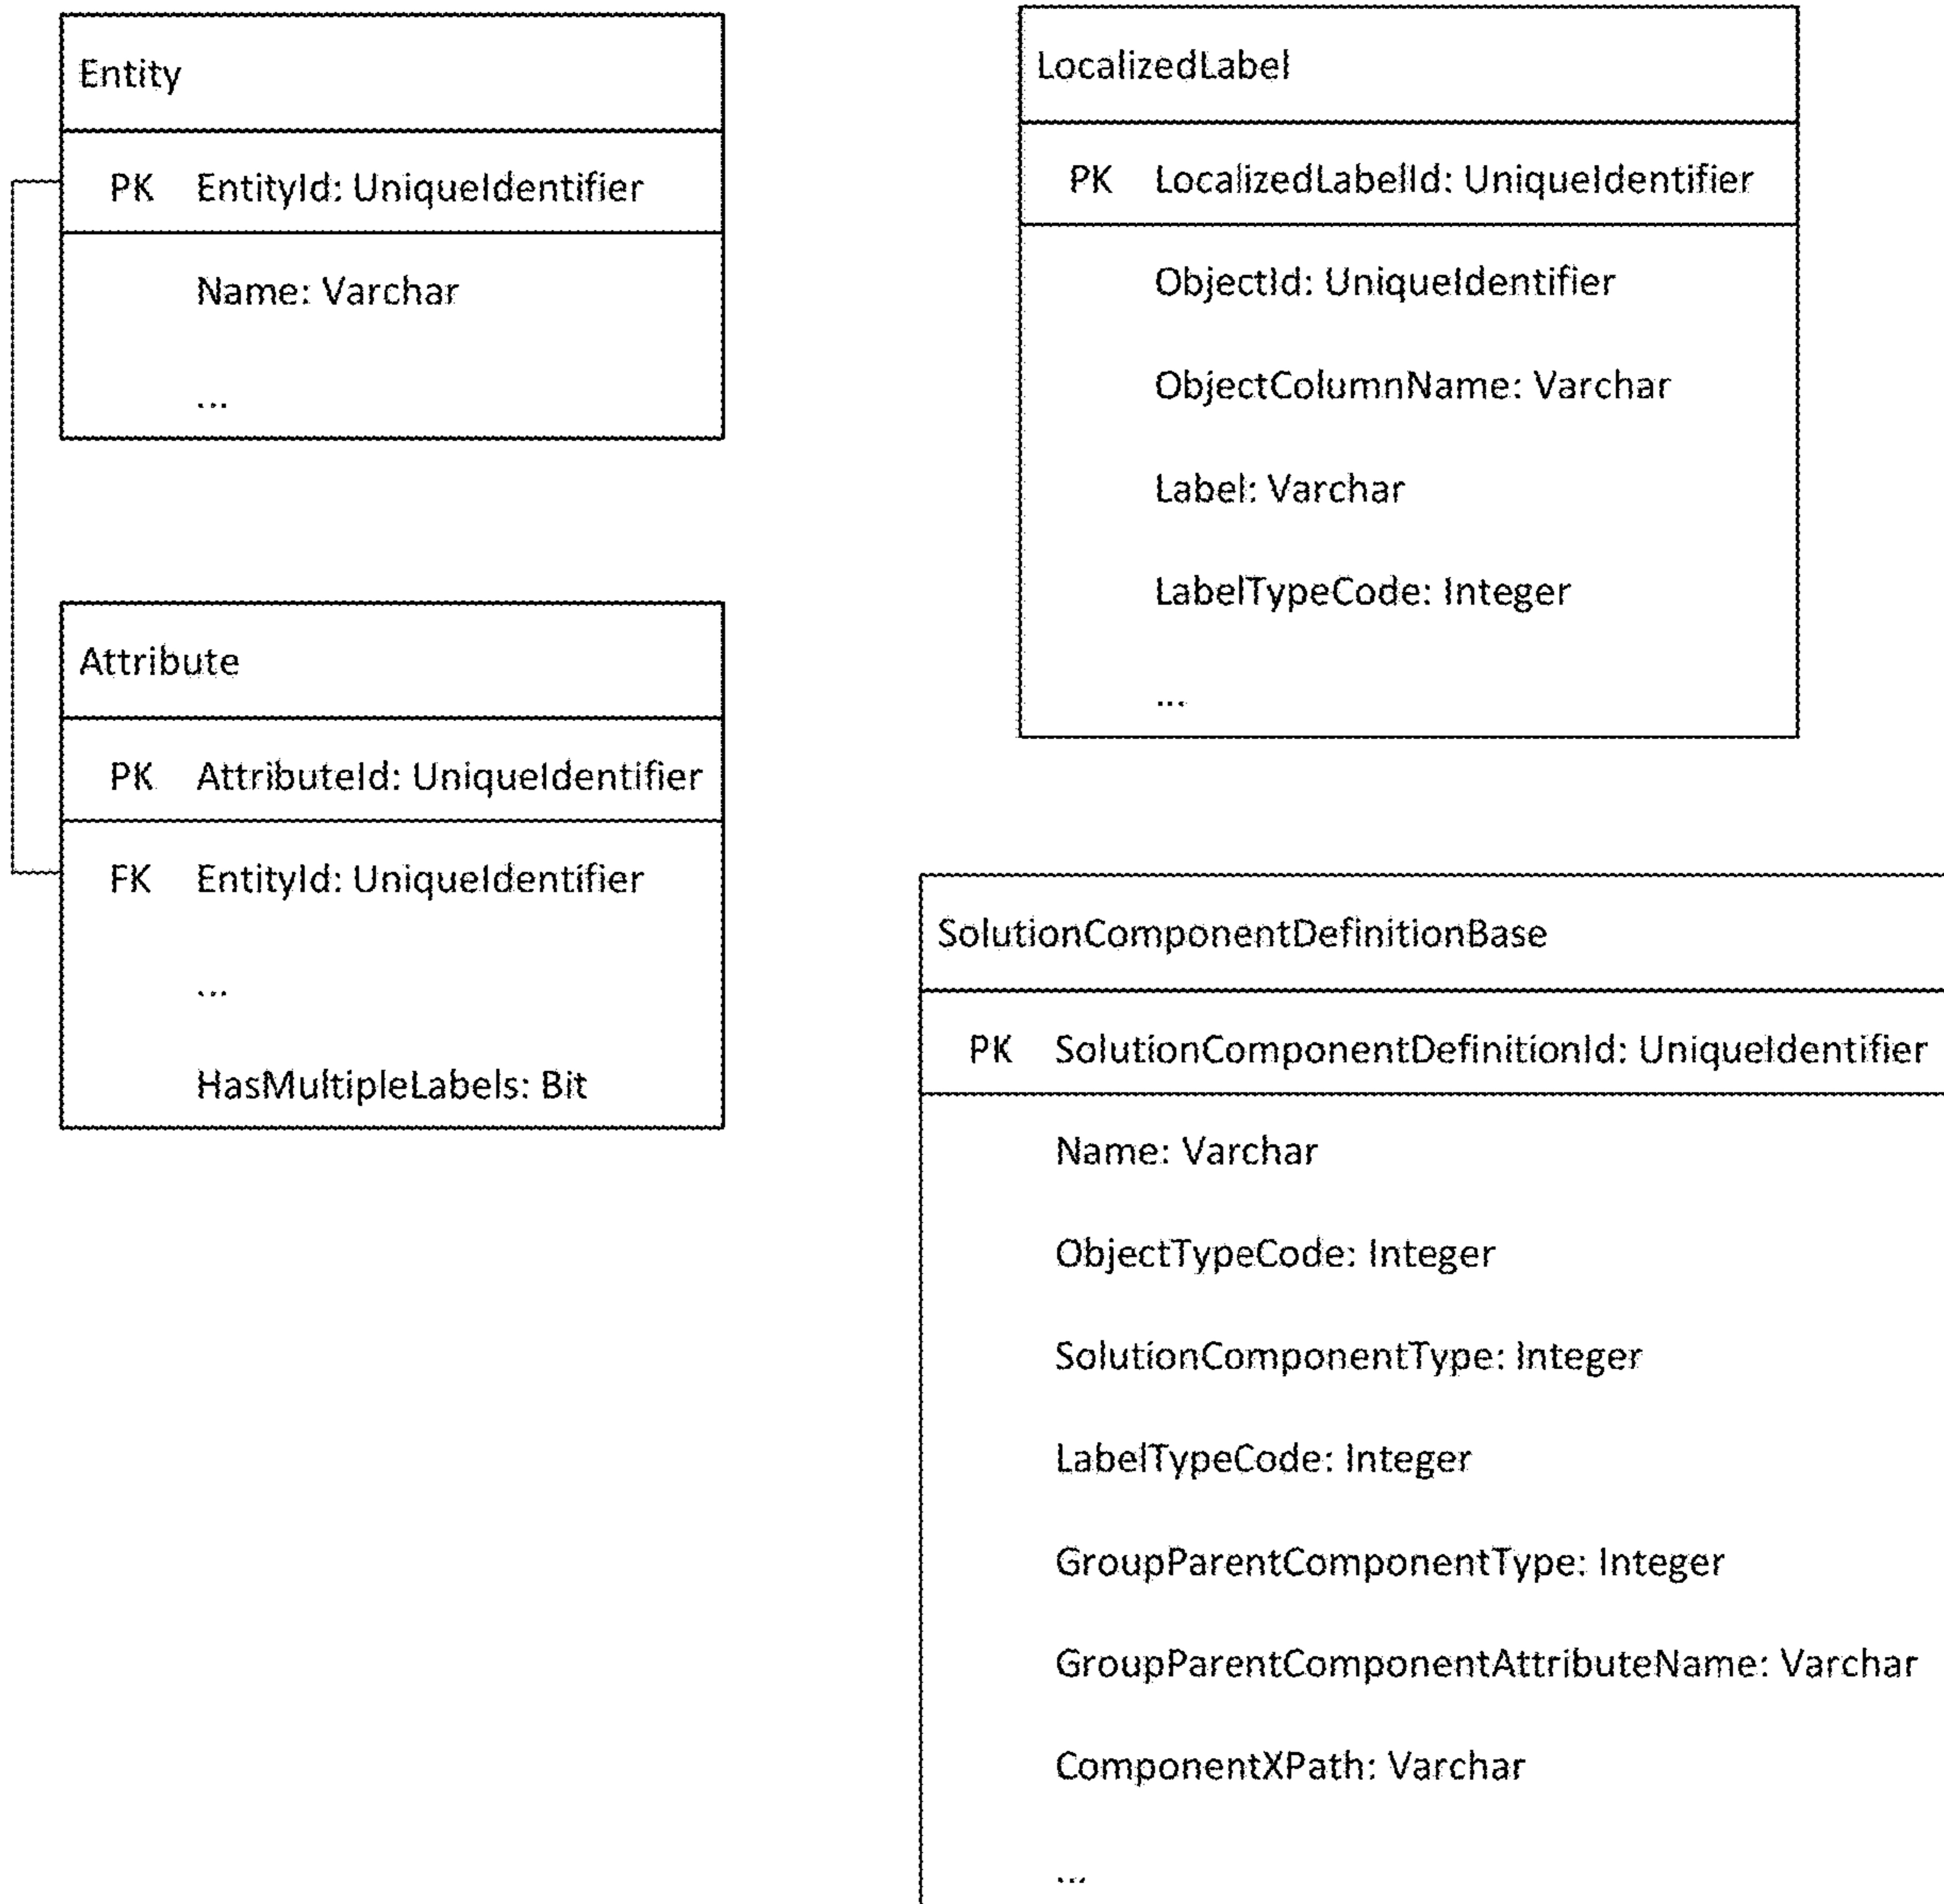 Entity
PK EntityId: UniqueIdentifier
Name: Varchar
...
Attribute
PK AttributeId: UniqueIdentifier
FK EntityId: UniqueIdentifier
...
HasMultipleLabels: Bit
LocalizedLabel
PK LocalizedLabelId: UniqueIdentifier
ObjectId: UniqueIdentifier
ObjectColumnName: Varchar
Label: Varchar
LabelTypeCode: Integer
...
SolutionComponentDefinitionBase
PK SolutionComponentDefinitionId: UniqueIdentifier
Name: Varchar
ObjectTypeCode: Integer
SolutionComponentType: Integer
LabelTypeCode: Integer
GroupParentComponentType: Integer
GroupParentComponentAttributeName: Varchar
ComponentXPath: Varchar
...